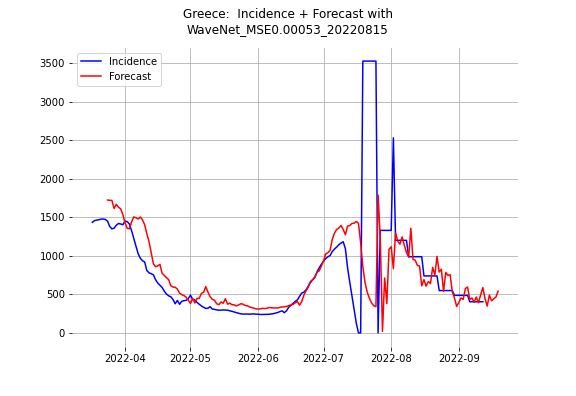 Greece:  Incidence + Forecast with
WaveNet_MSE0.00053_20220815
Incidence
Forecast
3500
3000
2500
2000
1500
1000
500
0
2022-04 2022-05 2022-06 2022-07 2022-08 2022-09